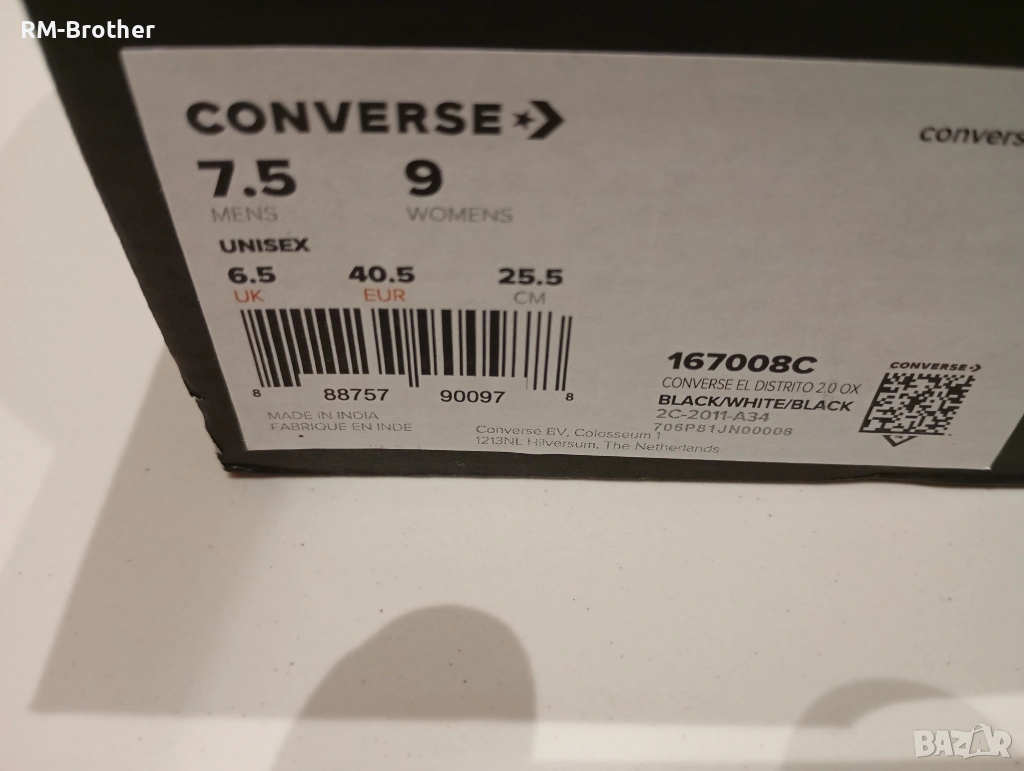 RM-Brother
CONVERSE
convers
7.5 9
MENS WOMENS
UNISEX
6.5 40.5 25.5
UK EUR CM
8 88757 90097 8
MADE IN INDIA
FABRIQUE EN INDE
Converse EV, Colosseum 1
1213NL Hilversum, The Netherlands
167008C
CONVERSE EL DISTRITO 2.0 OX
BLACK/WHITE/BLACK
2C-2011-A34
706P81JN00008
CONVERSE
BAZAR